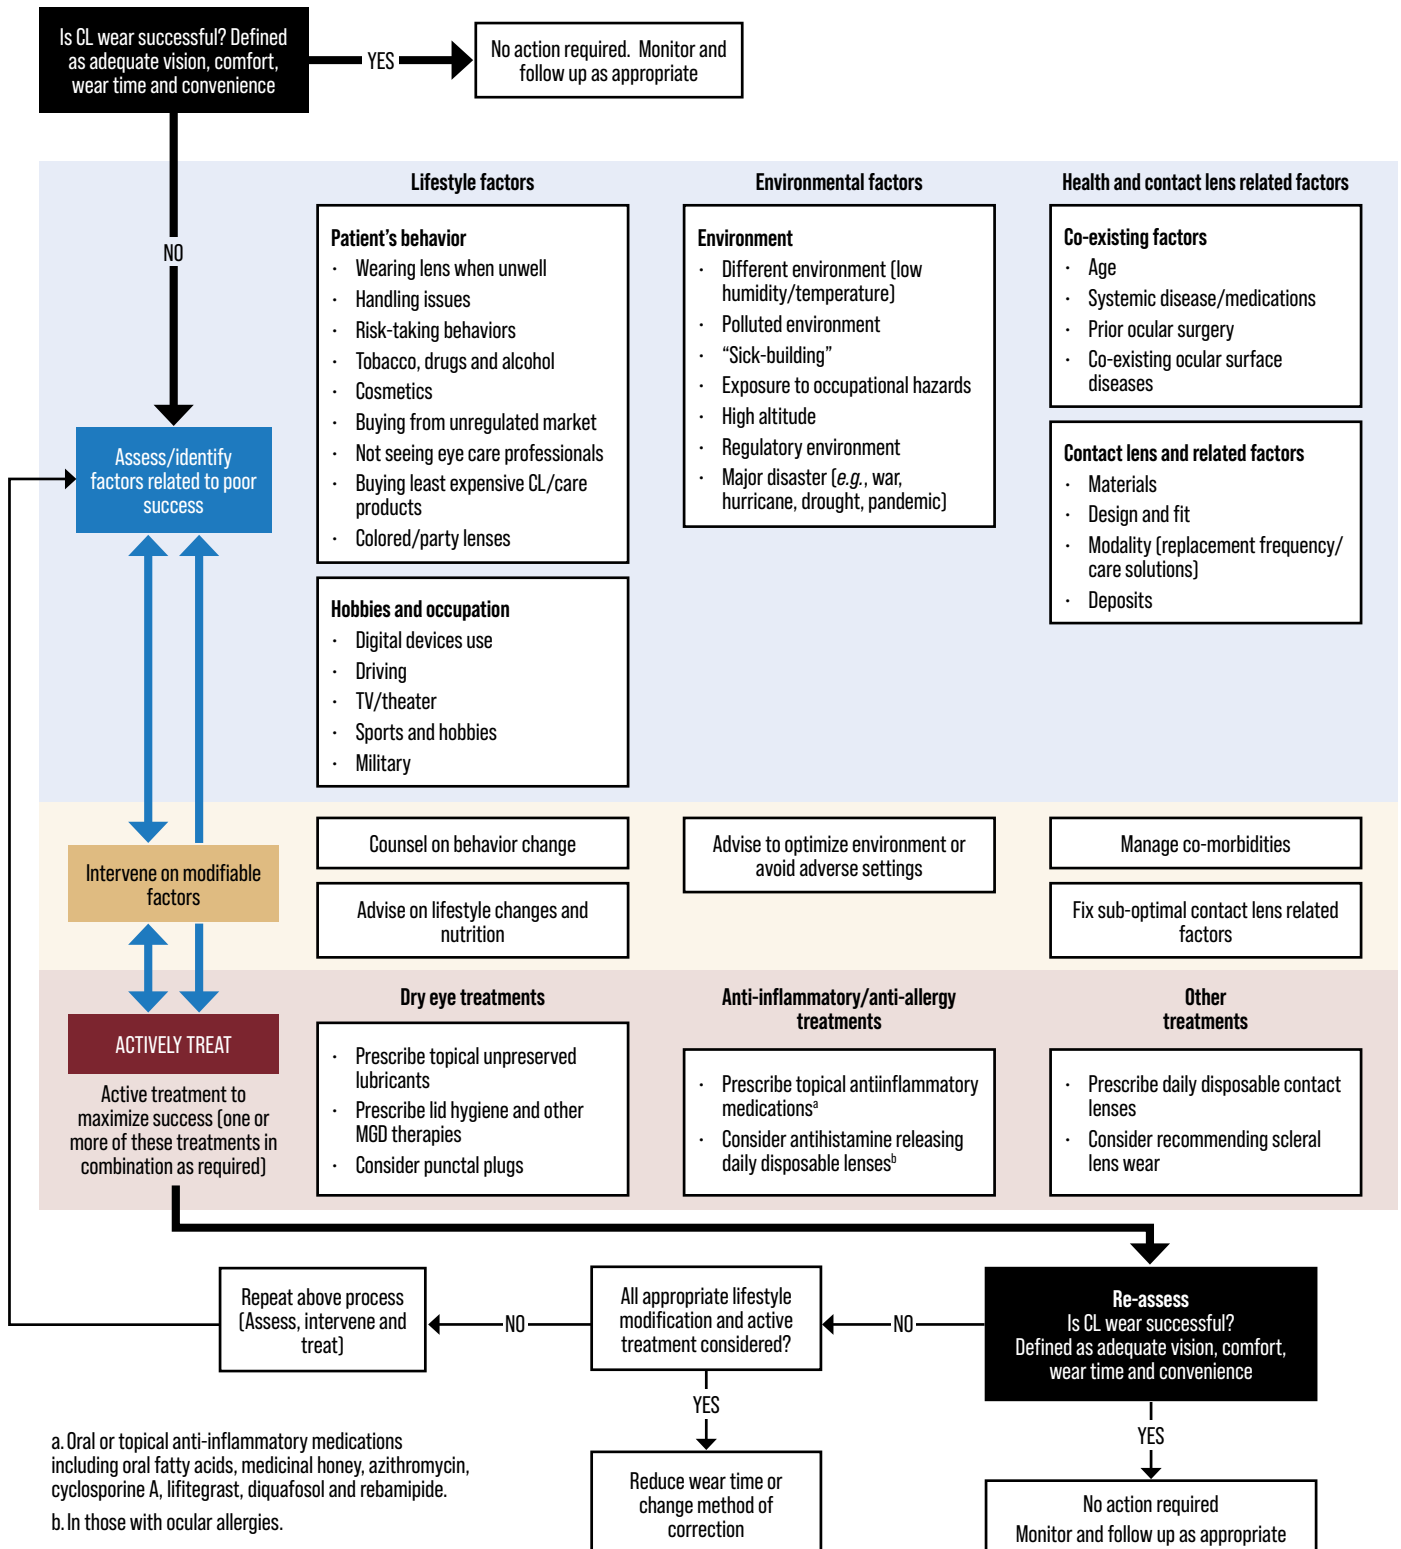 Is CL wear successful? Defined
as adequate vision, comfort,
wear time and convenience
YES
No action required. Monitor and
follow up as appropriate
NO
Lifestyle factors
Environmental factors
Health and contact lens related factors
Patient's behavior
· Wearing lens when unwell
· Handling issues
· Risk-taking behaviors
· Tobacco, drugs and alcohol
· Cosmetics
· Buying from unregulated market
· Not seeing eye care professionals
· Buying least expensive CL/care
products
· Colored/party lenses
Environment
· Different environment (low
humidity/temperature)
· Polluted environment
· “Sick-building”
· Exposure to occupational hazards
· High altitude
· Regulatory environment
· Major disaster (e.g., war,
hurricane, drought, pandemic)
Co-existing factors
· Age
· Systemic disease/medications
· Prior ocular surgery
· Co-existing ocular surface
diseases
Contact lens and related factors
· Materials
· Design and fit
· Modality (replacement frequency/
care solutions)
· Deposits
Assess/identify
factors related to poor
success
Hobbies and occupation
· Digital devices use
· Driving
· TV/theater
· Sports and hobbies
· Military
Intervene on modifiable
factors
Counsel on behavior change
Advise on lifestyle changes and
nutrition
Advise to optimize environment or
avoid adverse settings
Manage co-morbidities
Fix sub-optimal contact lens related
factors
ACTIVELY TREAT
Active treatment to
maximize success (one or
more of these treatments in
combination as required)
Dry eye treatments
· Prescribe topical unpreserved
lubricants
· Prescribe lid hygiene and other
MGD therapies
· Consider punctal plugs
Anti-inflammatory/anti-allergy
treatments
· Prescribe topical antiinflammatory
medicationsᵃ
· Consider antihistamine releasing
daily disposable lensesᵇ
Other
treatments
· Prescribe daily disposable contact
lenses
· Consider recommending scleral
lens wear
Re-assess
Is CL wear successful?
Defined as adequate vision, comfort,
wear time and convenience
NO
All appropriate lifestyle
modification and active
treatment considered?
NO
Repeat above process
(Assess, intervene and
treat)
YES
Reduce wear time or
change method of
correction
YES
No action required
Monitor and follow up as appropriate
a. Oral or topical anti-inflammatory medications
including oral fatty acids, medicinal honey, azithromycin,
cyclosporine A, lifitegrast, diquafosol and rebamipide.
b. In those with ocular allergies.